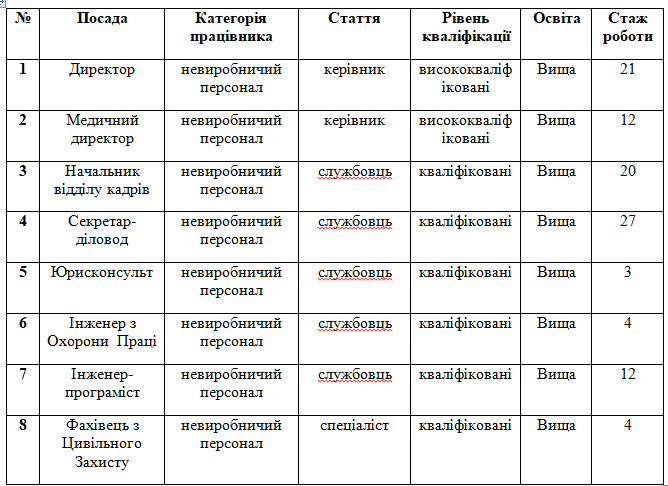 № Посада Категорія працівника Стаття Рівень кваліфікації Освіта Стаж роботи
1 Директор невиробничий персонал керівник висококваліфіковані Вища 21
2 Медичний директор невиробничий персонал керівник висококваліфіковані Вища 12
3 Начальник відділу кадрів невиробничий персонал службовць кваліфіковані Вища 20
4 Секретар-діловод невиробничий персонал службовць кваліфіковані Вища 27
5 Юрисконсульт невиробничий персонал службовць кваліфіковані Вища 3
6 Інженер з Охорони Праці невиробничий персонал службовць кваліфіковані Вища 4
7 Інженер-програміст невиробничий персонал службовць кваліфіковані Вища 12
8 Фахівець з Цивільного Захисту невиробничий персонал спеціаліст кваліфіковані Вища 4